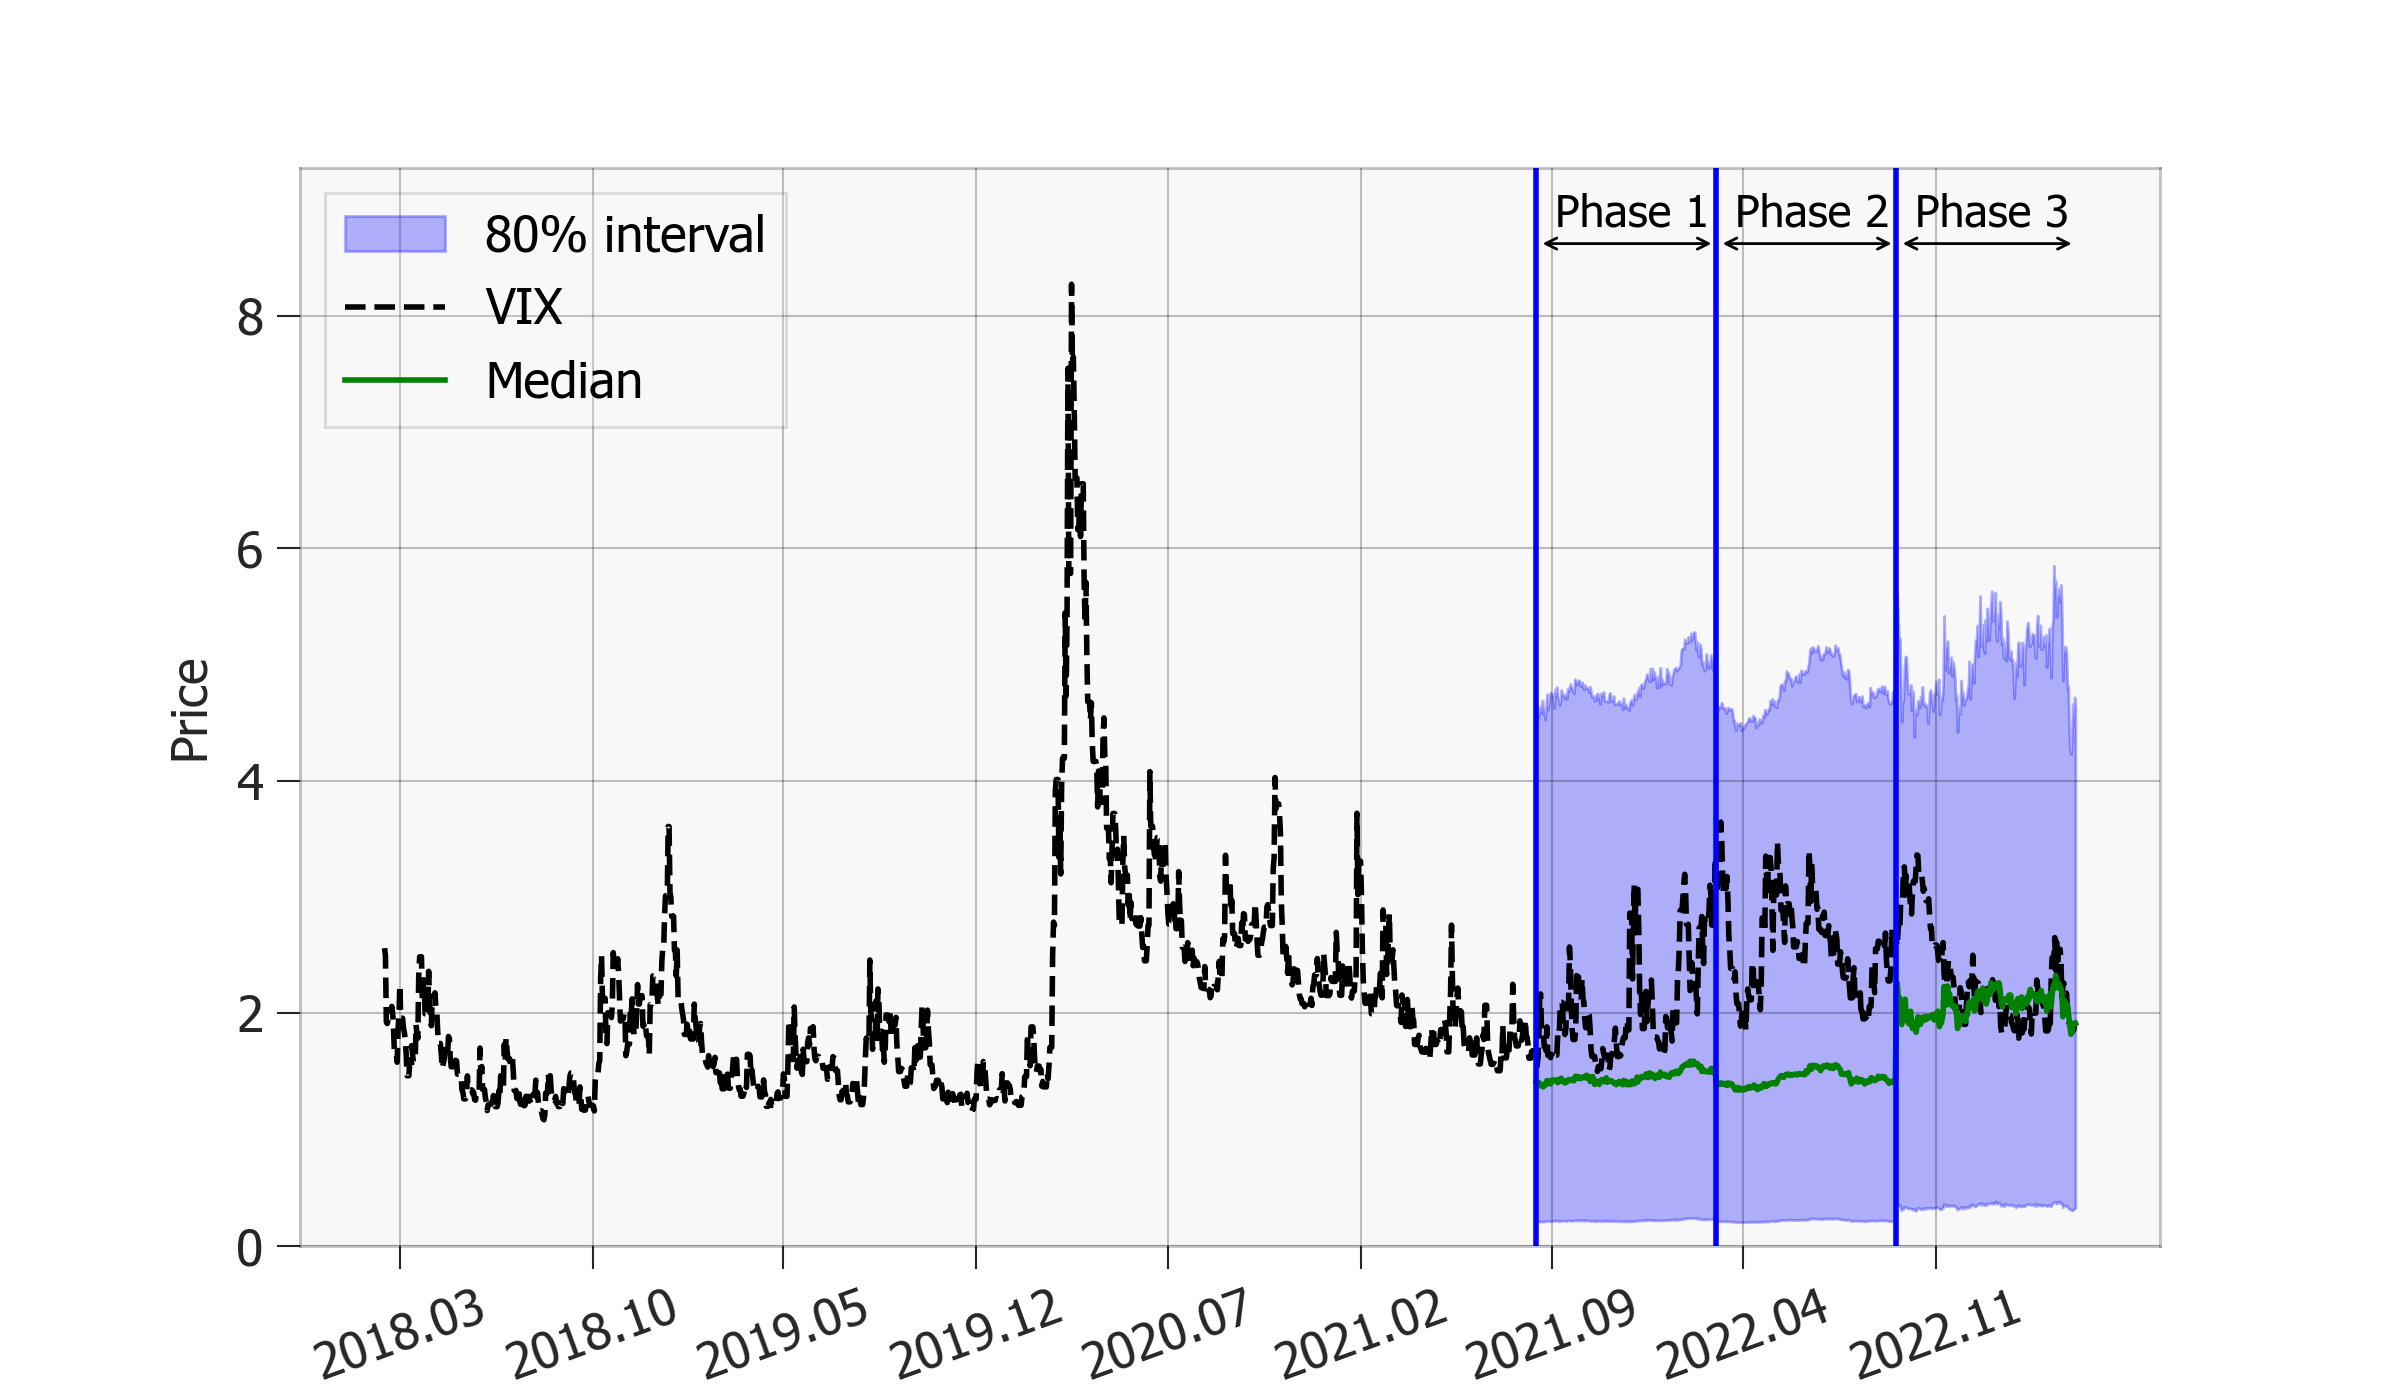 Phase 1
Phase 2
Phase 3
80% interval
VIX
Median
Price
8
6
4
2
0
2018.03
2018.10
2019.05
2019.12
2020.07
2021.02
2021.09
2022.04
2022.11